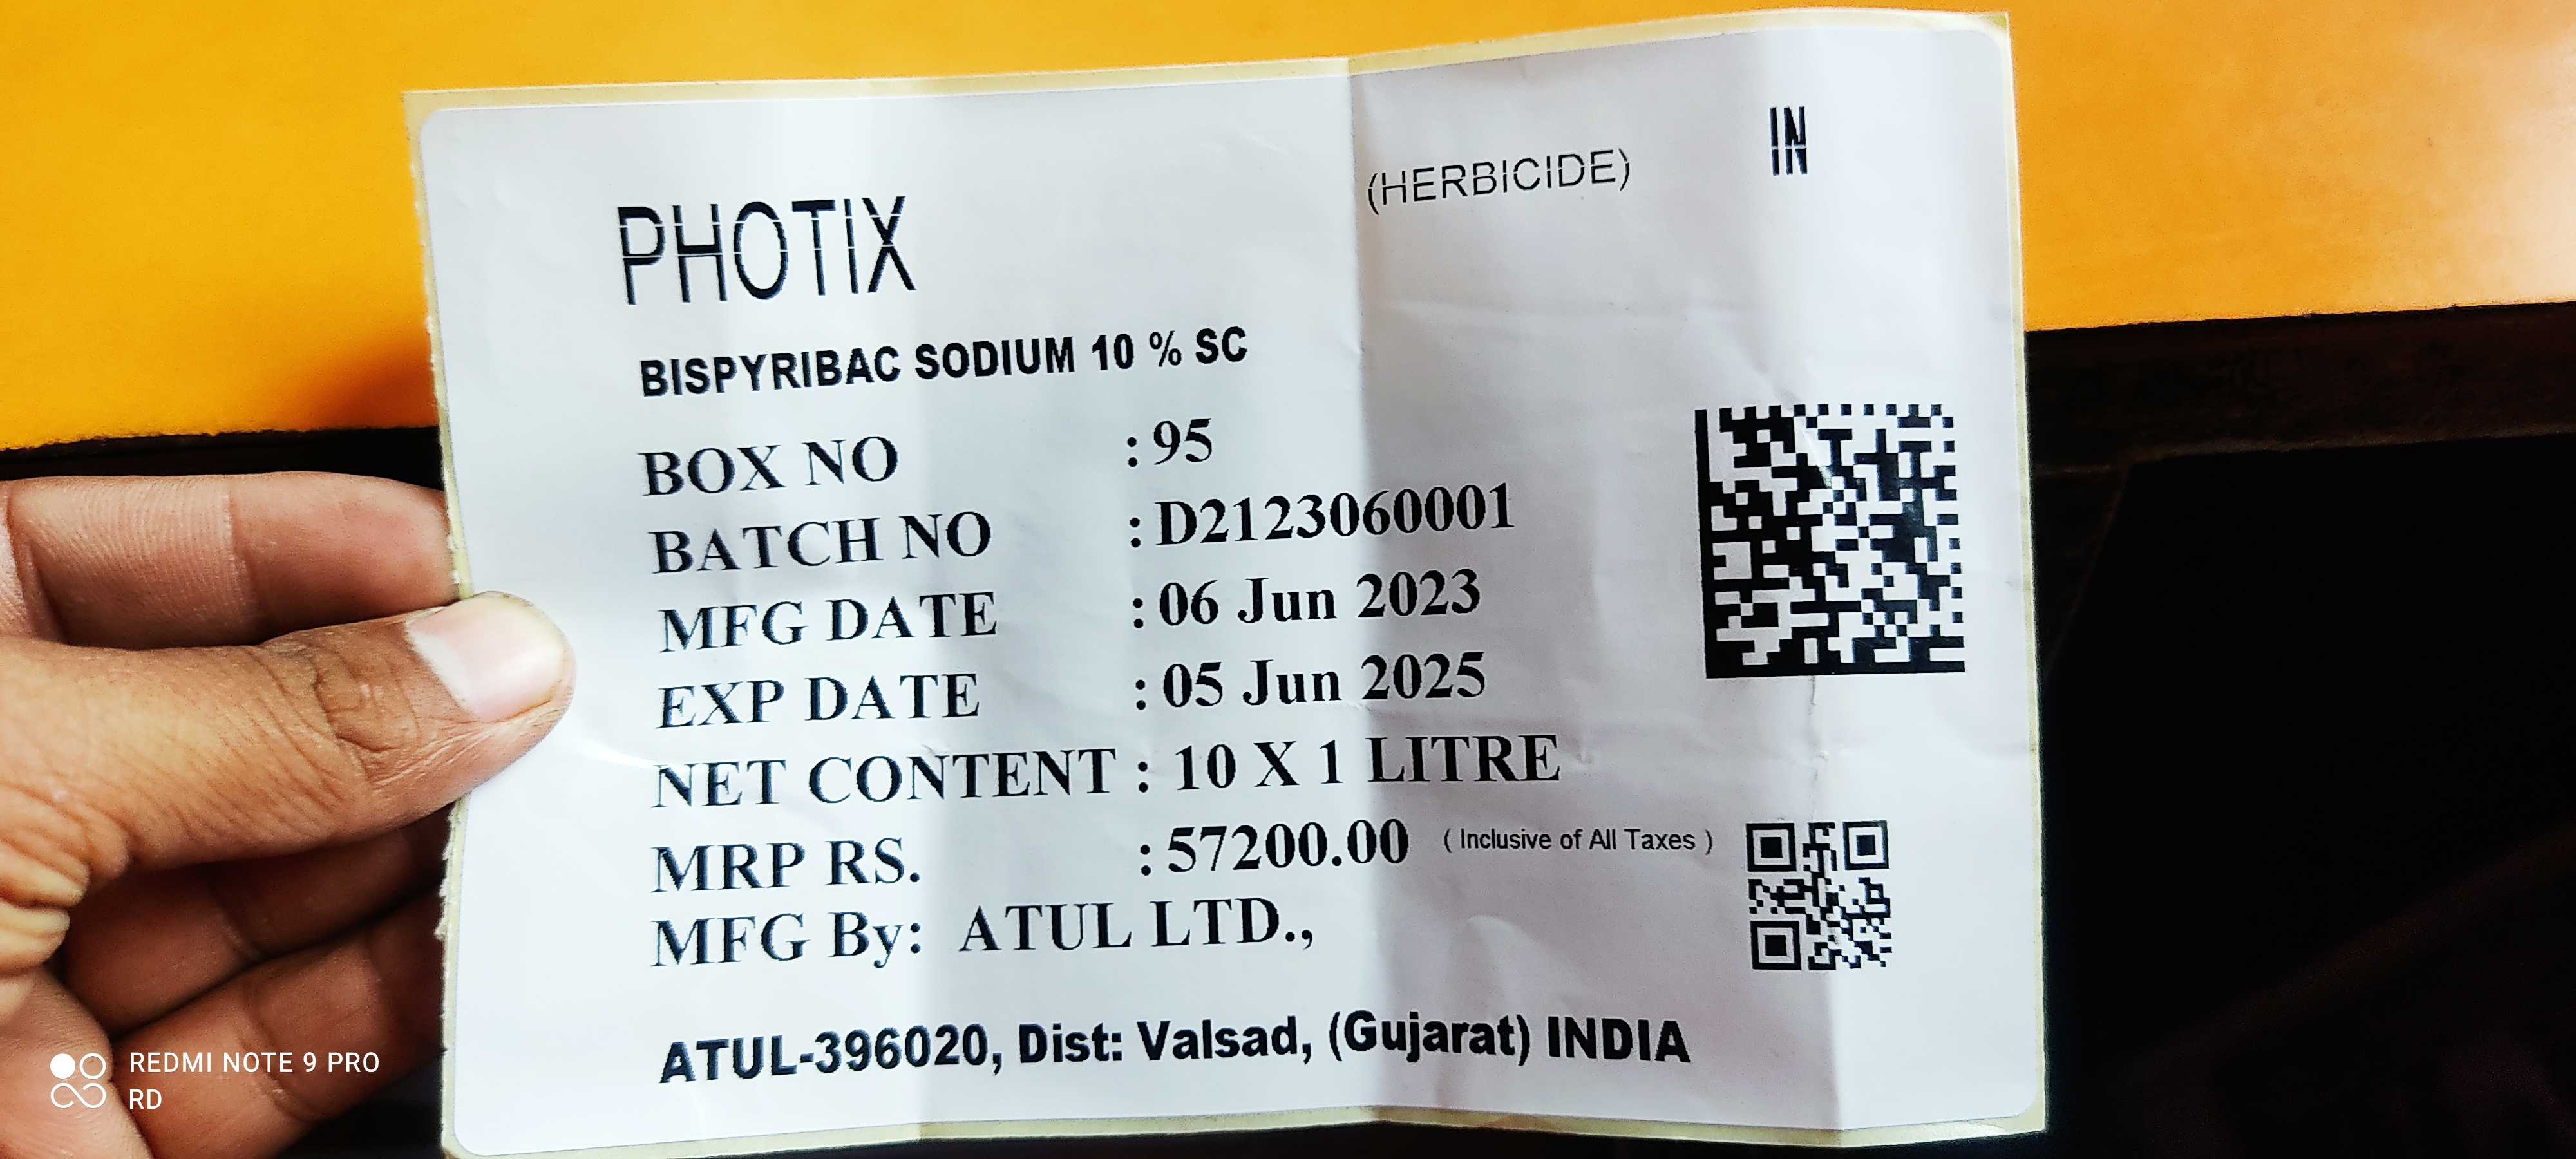 PHOTIX
(HERBICIDE)
IN
BISPYRIBAC SODIUM 10 % SC
BOX NO : 95
BATCH NO : D2123060001
MFG DATE : 06 Jun 2023
EXP DATE : 05 Jun 2025
NET CONTENT : 10 X 1 LITRE
MRP RS. : 57200.00 ( Inclusive of All Taxes )
MFG By: ATUL LTD.,
ATUL-396020, Dist: Valsad, (Gujarat) INDIA
REDMI NOTE 9 PRO
RD